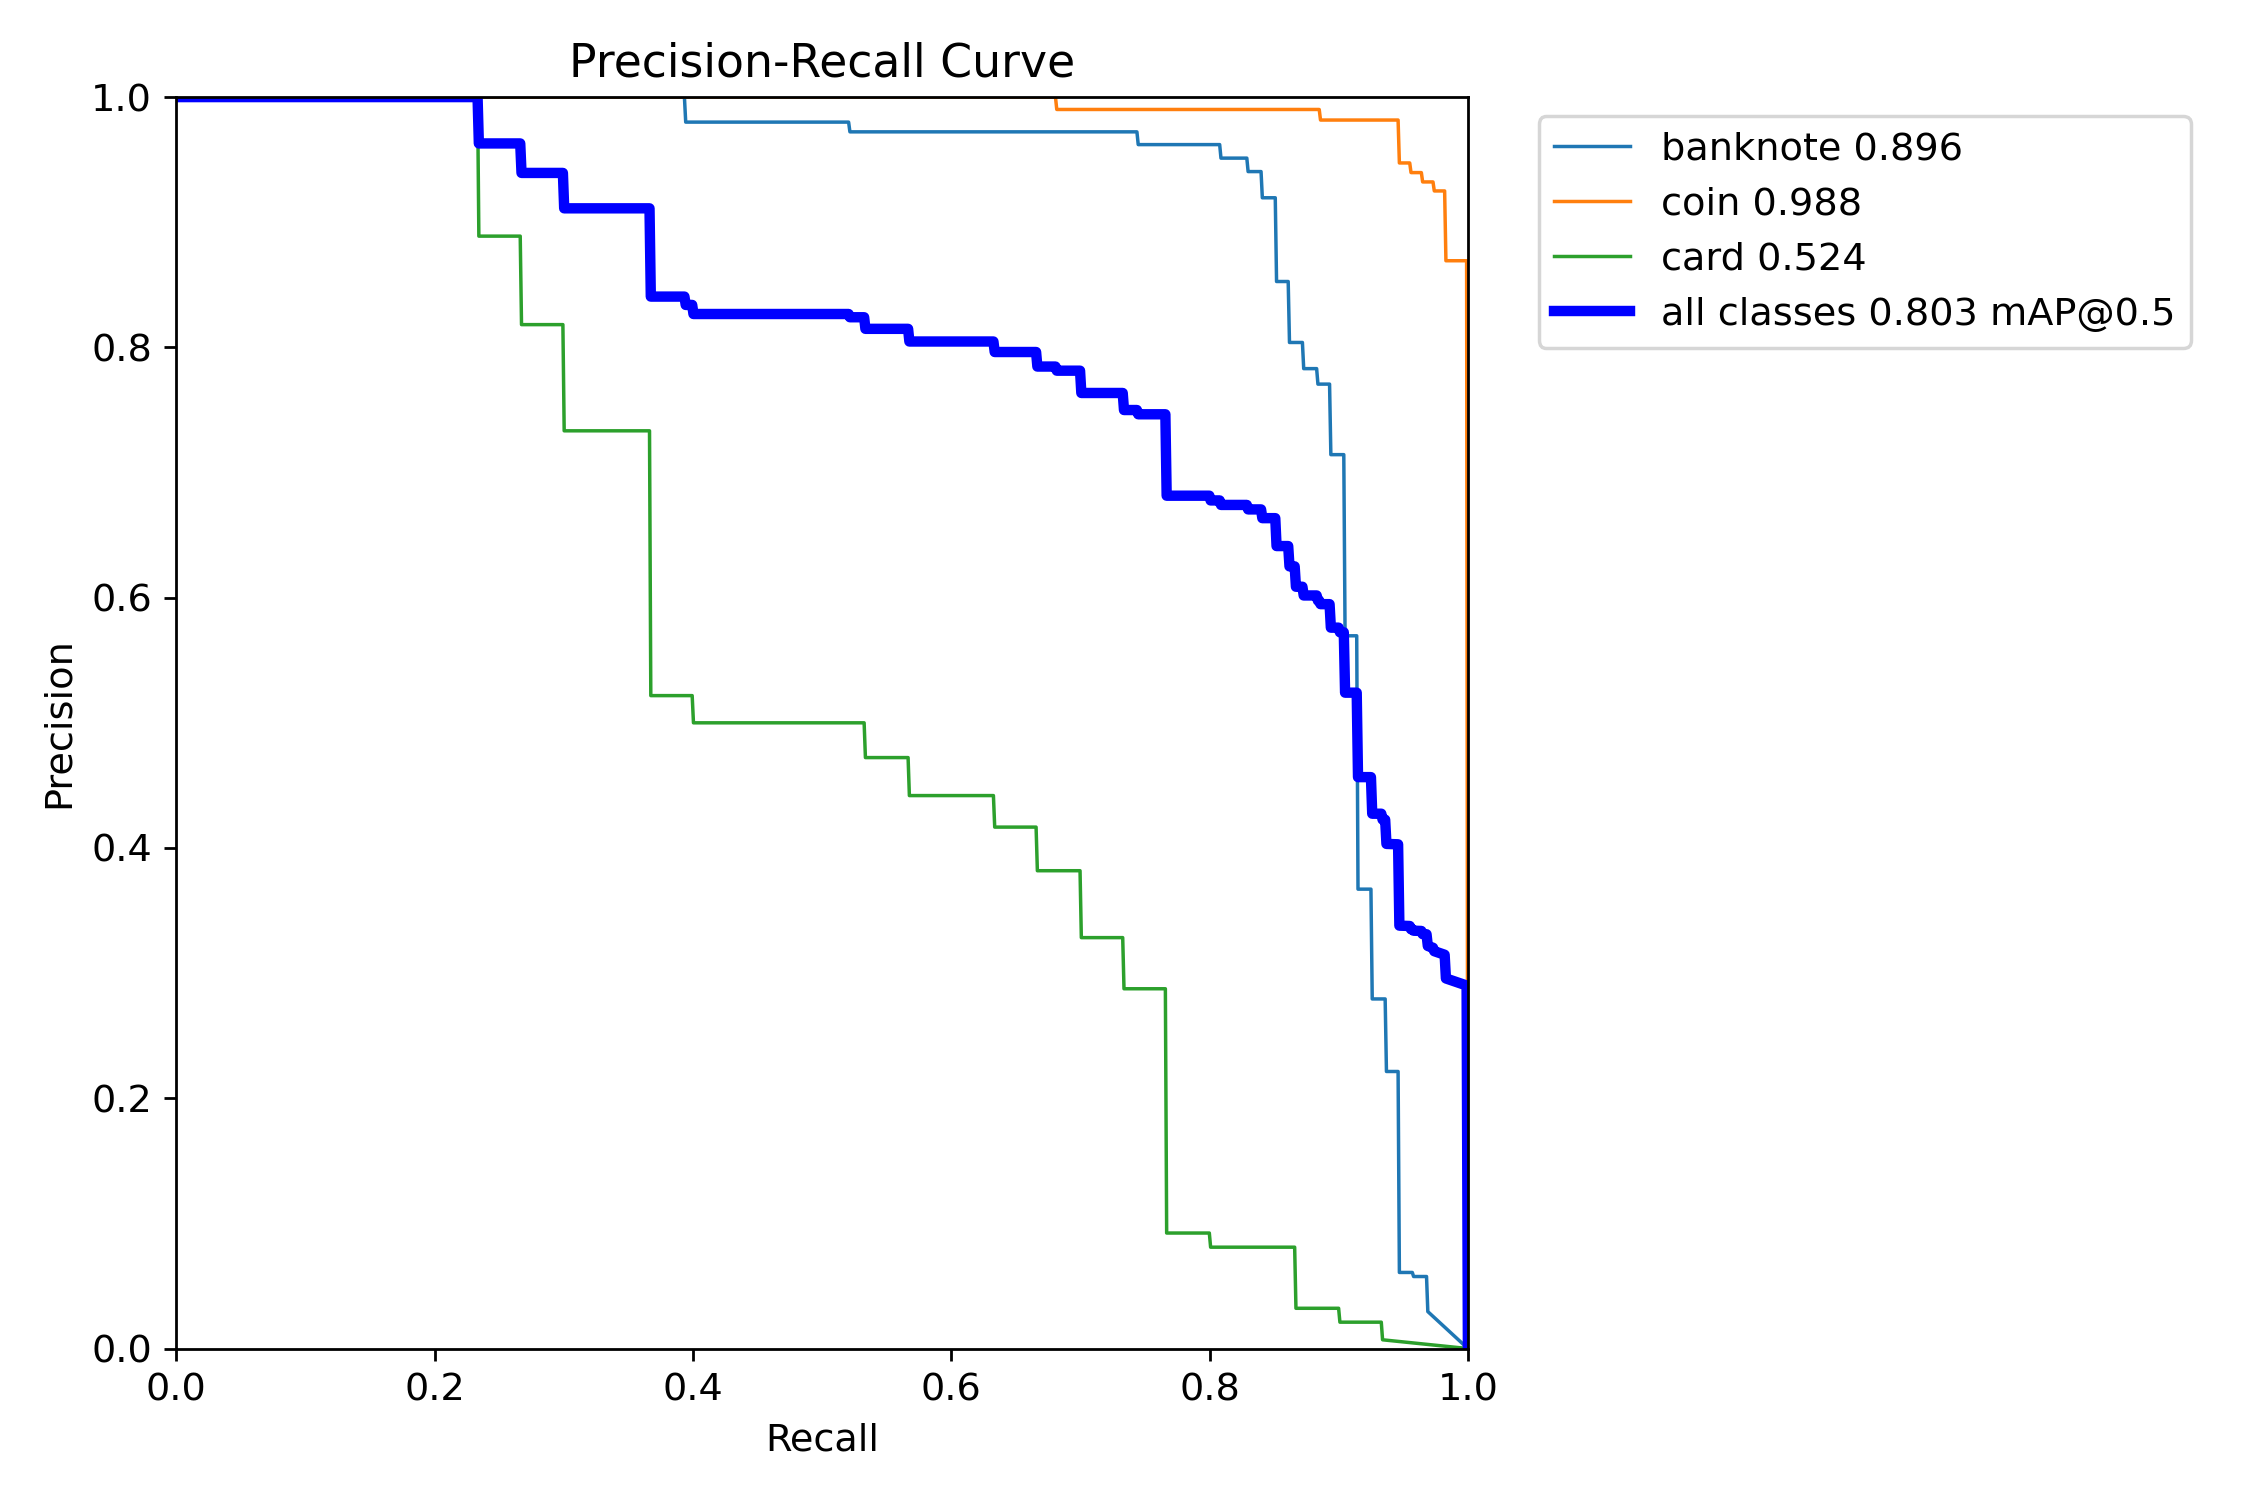 Precision-Recall Curve
1.0
0.8
0.6
0.4
0.2
0.0
Precision
0.0 0.2 0.4 0.6 0.8 1.0
Recall
banknote 0.896
coin 0.988
card 0.524
all classes 0.803 mAP@0.5